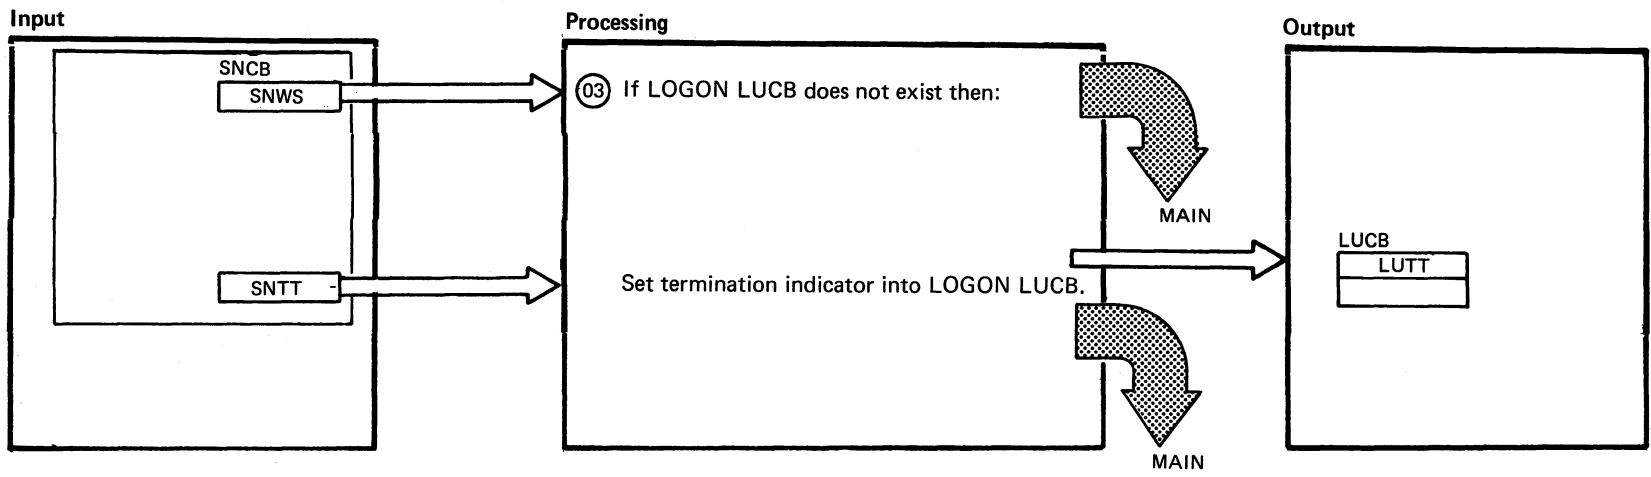 Input
Processing
Output
SNCB
SNWS
03 If LOGON LUCB does not exist then:
MAIN
LUCB
LUTT
SNTT
Set termination indicator into LOGON LUCB.
MAIN